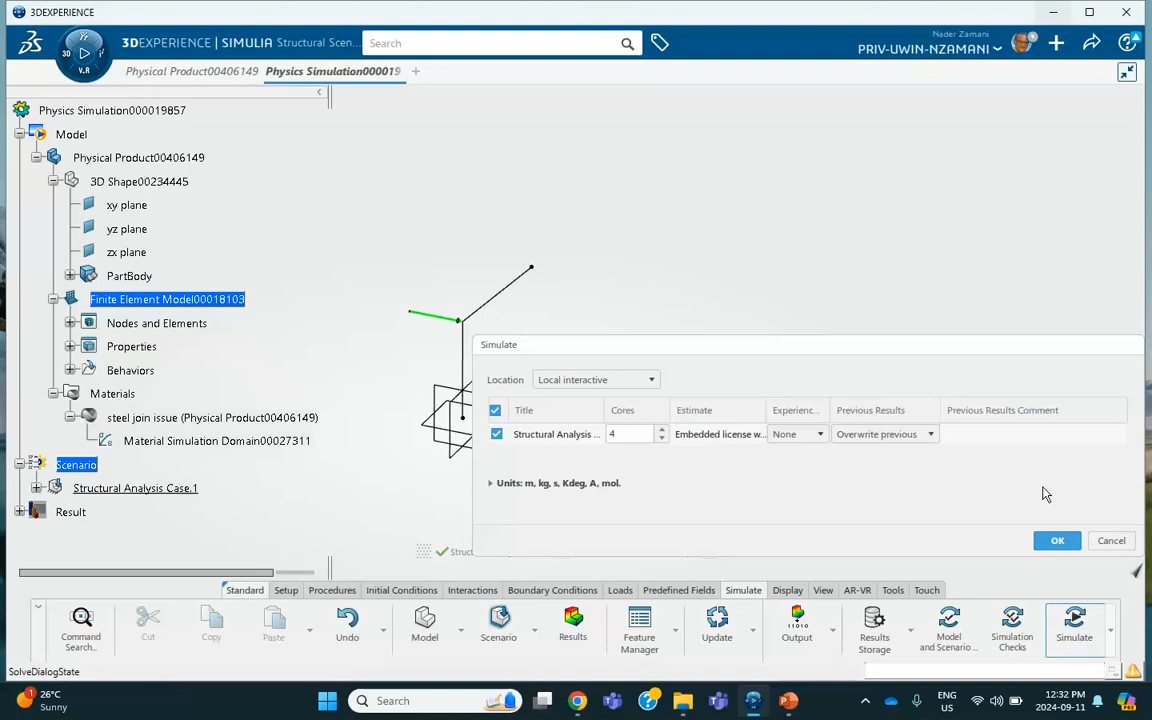 3DEXPERIENCE
3DEXPERIENCE | SIMULIA Structural Scen...
Search
Nader Zamani
PRIV-UWIN-NZAMANI
3D
V.R
Physical Product00406149
Physics Simulation000019
Physics Simulation000019857
Model
Physical Product00406149
3D Shape00234445
xy plane
yz plane
zx plane
PartBody
Finite Element Model00018103
Nodes and Elements
Properties
Behaviors
Materials
steel join issue (Physical Product00406149)
Material Simulation Domain00027311
Scenario
Structural Analysis Case.1
Result
Simulate
Location Local interactive
Title Cores Estimate Experienc... Previous Results Previous Results Comment
Structural Analysis ... 4 Embedded license w... None Overwrite previous
Units: m, kg, s, Kdeg, A, mol.
OK Cancel
Struct
Standard Setup Procedures Initial Conditions Interactions Boundary Conditions Loads Predefined Fields Simulate Display View AR-VR Tools Touch
Command Search...
Cut
Copy
Paste
Undo
Model
Scenario
Results
Feature Manager
Update
Output
Results Storage
Model and Scenario ...
Simulation Checks
Simulate
SolveDialogState
26°C
Sunny
Search
ENG
US
12:32 PM
2024-09-11